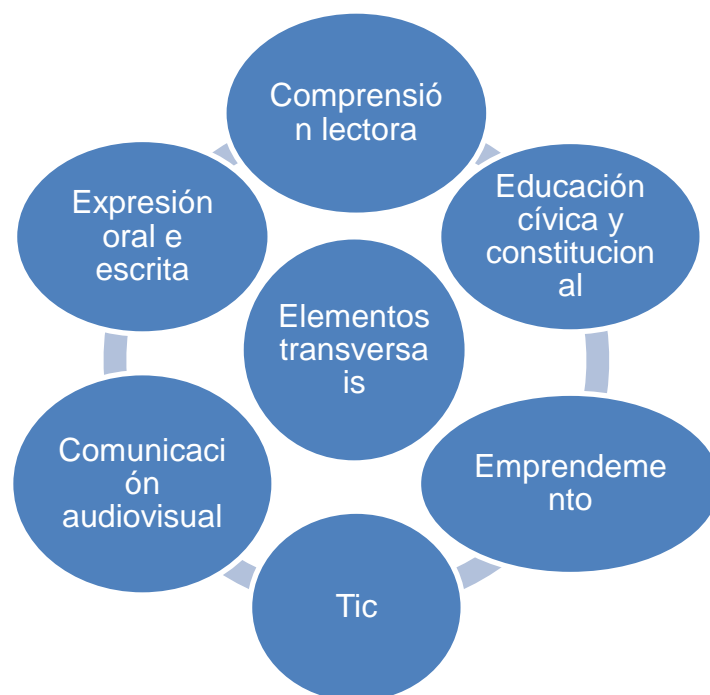 Comprensió
n lectora
Educación
cívica y
constitucion
al
Emprendeme
nto
Tic
Comunicaci
ón
audiovisual
Expresión
oral e
escrita
Elementos
transversa
is